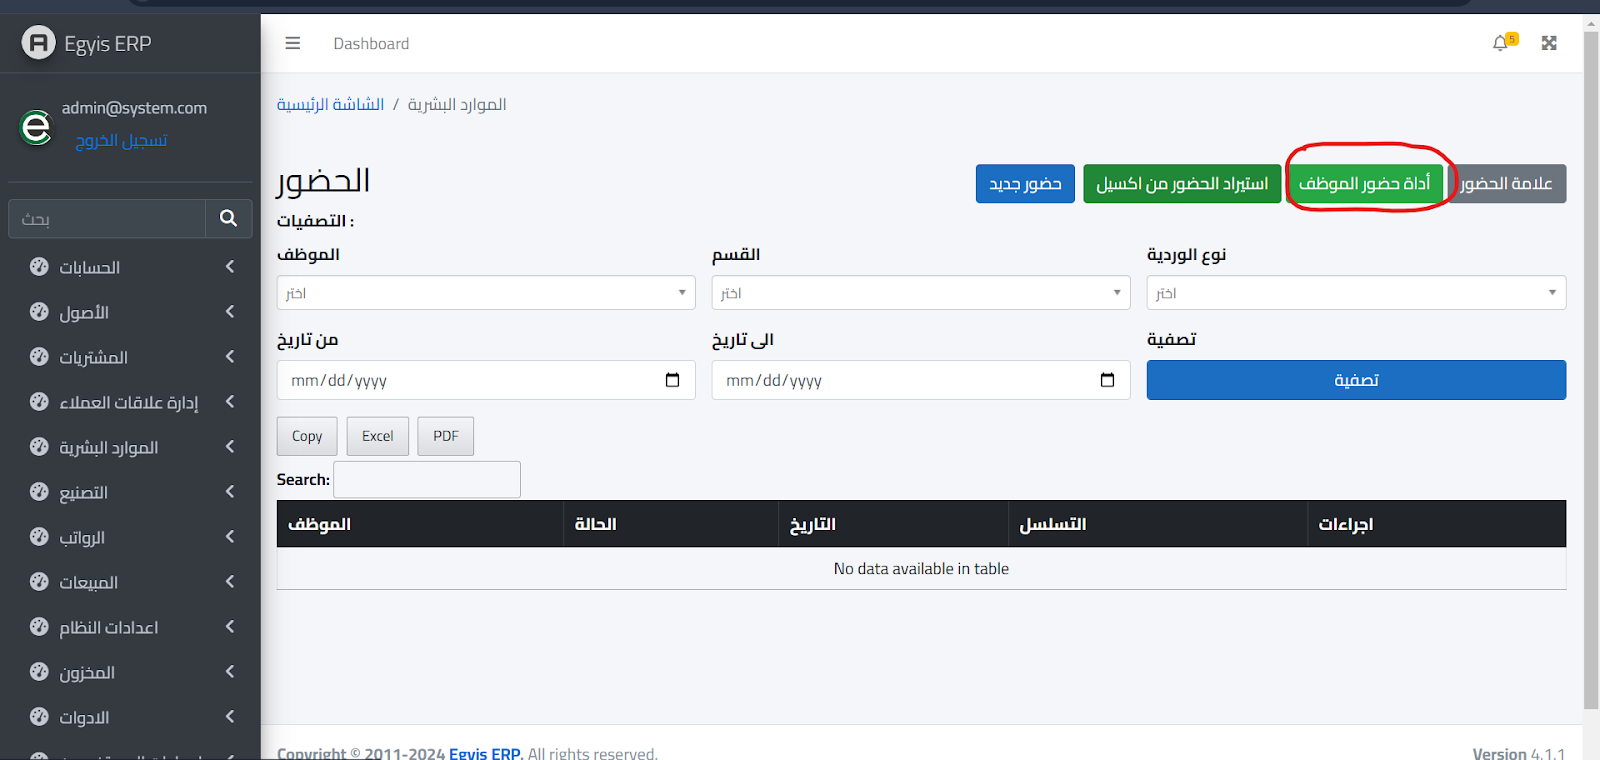 Egyis ERP
Dashboard
5
admin@system.com
تسجيل الخروج
بحث
الحسابات
الأصول
المشتريات
إدارة علاقات العملاء
الموارد البشرية
التصنيع
الرواتب
المبيعات
اعدادات النظام
المخزون
الادوات
الشاشة الرئيسية / الموارد البشرية
الحضور
حضور جديد
استيراد الحضور من اكسيل
أداة حضور الموظف
علامة الحضور
التصفيات :
الموظف
القسم
نوع الوردية
اختر
اختر
اختر
من تاريخ
الى تاريخ
تصفية
mm/dd/yyyy
mm/dd/yyyy
تصفية
Copy
Excel
PDF
Search:
الموظف
الحالة
التاريخ
التسلسل
اجراءات
No data available in table
Copyright © 2011-2024 Egyis ERP. All rights reserved.
Version 4.1.1